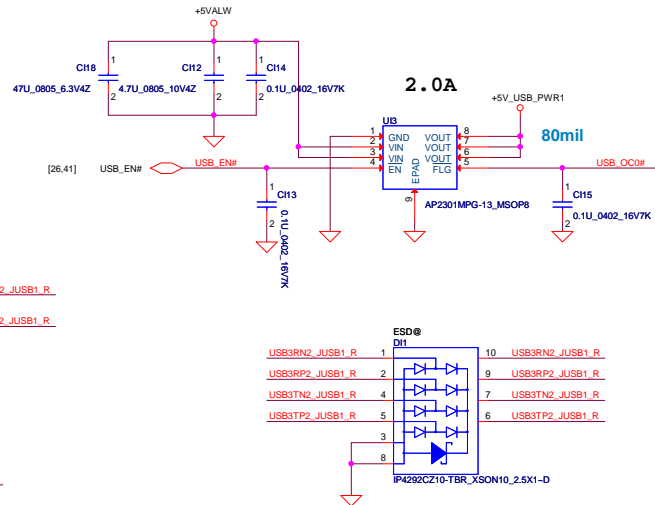 +5VALW
CI18
47U_0805_6.3V4Z
1
2
CI12
4.7U_0805_10V4Z
1
2
CI14
0.1U_0402_16V7K
1
2
2.0A
+5V_USB_PWR1
80mil
UI3
1 GND VOUT 8
2 VIN VOUT 7
3 VIN VOUT 6
4 EN FLG 5
EPAD
9
AP2301MPG-13_MSOP8
[26,41] USB_EN# USB_EN#
USB_OC0#
CI13
0.1U_0402_16V7K
1
2
CI15
0.1U_0402_16V7K
1
2
2_JUSB1_R
2_JUSB1_R
ESD@
DI1
USB3RN2_JUSB1_R 1 10 USB3RN2_JUSB1_R
USB3RP2_JUSB1_R 2 9 USB3RP2_JUSB1_R
USB3TN2_JUSB1_R 4 7 USB3TN2_JUSB1_R
USB3TP2_JUSB1_R 5 6 USB3TP2_JUSB1_R
3
8
IP4292CZ10-TBR_XSON10_2.5X1~D